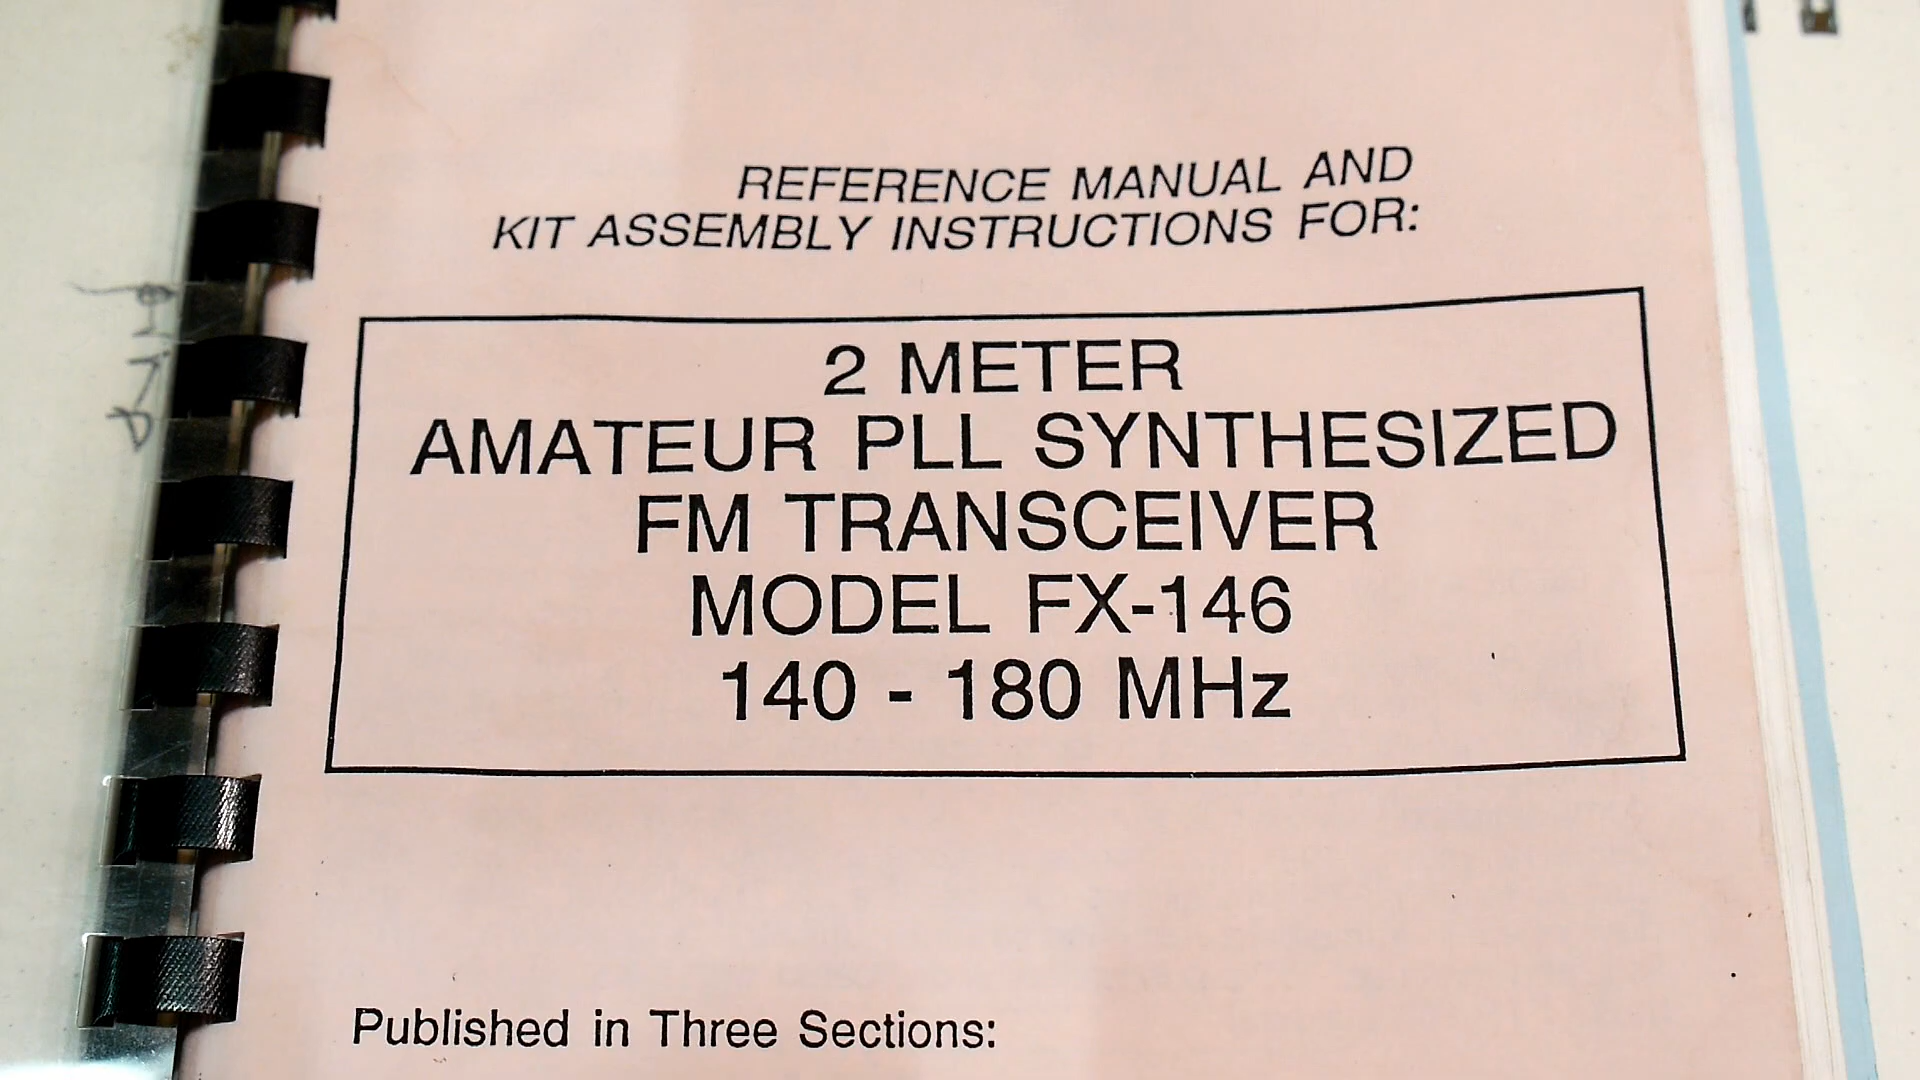 REFERENCE MANUAL AND
KIT ASSEMBLY INSTRUCTIONS FOR:
2 METER
AMATEUR PLL SYNTHESIZED
FM TRANSCEIVER
MODEL FX-146
140 - 180 MHz
Published in Three Sections: